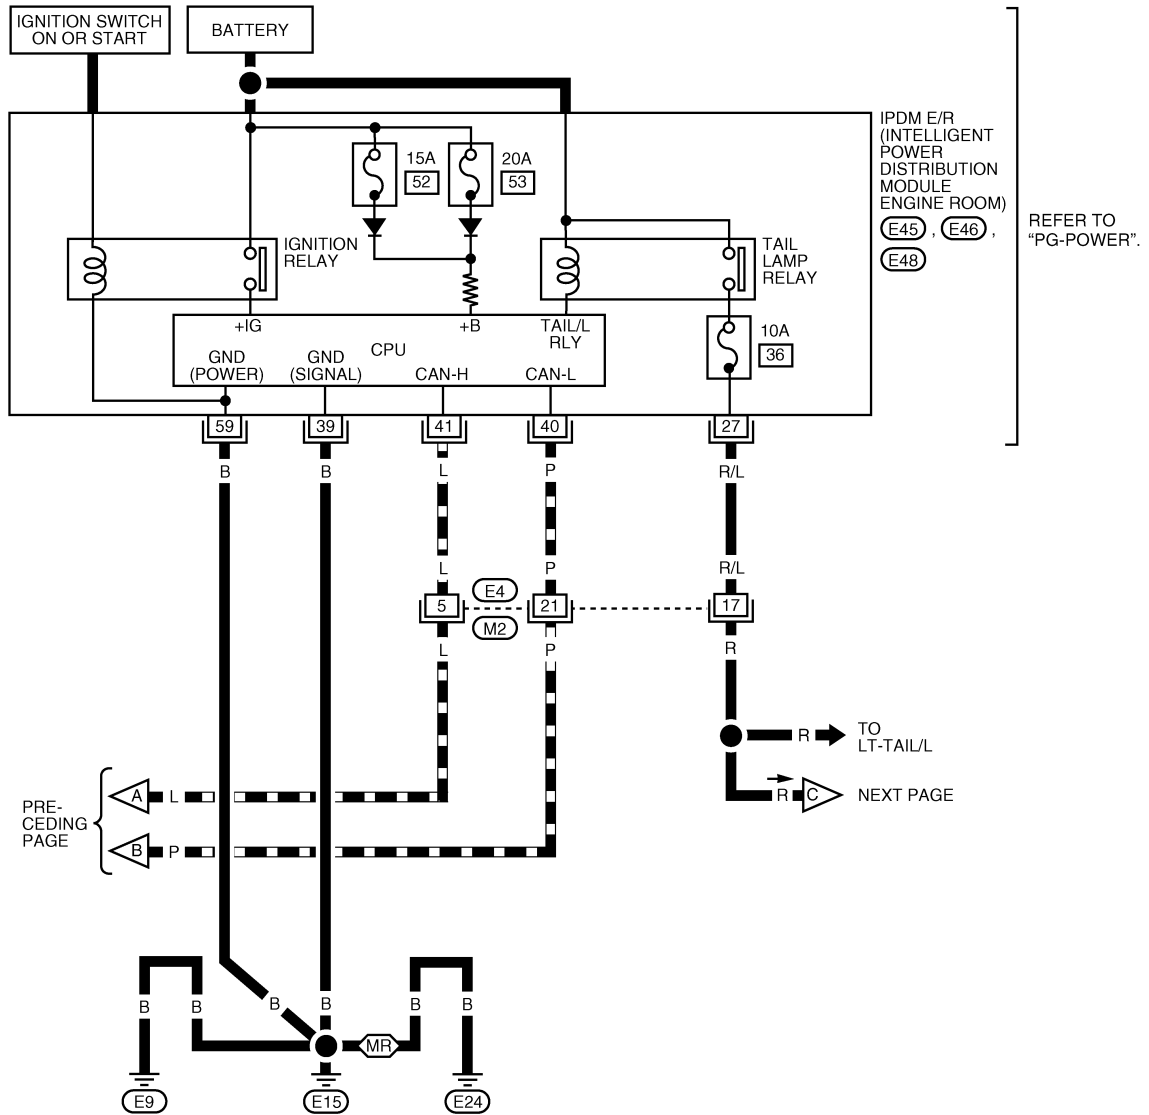 IGNITION SWITCH
ON OR START
BATTERY
IPDM E/R
(INTELLIGENT
POWER
DISTRIBUTION
MODULE
ENGINE ROOM)
E45 , E46 ,
E48
REFER TO
“PG-POWER”.
15A
52
20A
53
IGNITION
RELAY
TAIL
LAMP
RELAY
10A
36
+IG
+B
TAIL/L
RLY
CPU
GND
(POWER)
GND
(SIGNAL)
CAN-H
CAN-L
59
39
41
40
27
B
B
L
P
R/L
L
P
R/L
E4
5
21
17
M2
L
P
R
R
TO
LT-TAIL/L
R
C
NEXT PAGE
PRE-
CEDING
PAGE
A
L
B
P
B
B
B
B
B
B
MR
E9
E15
E24